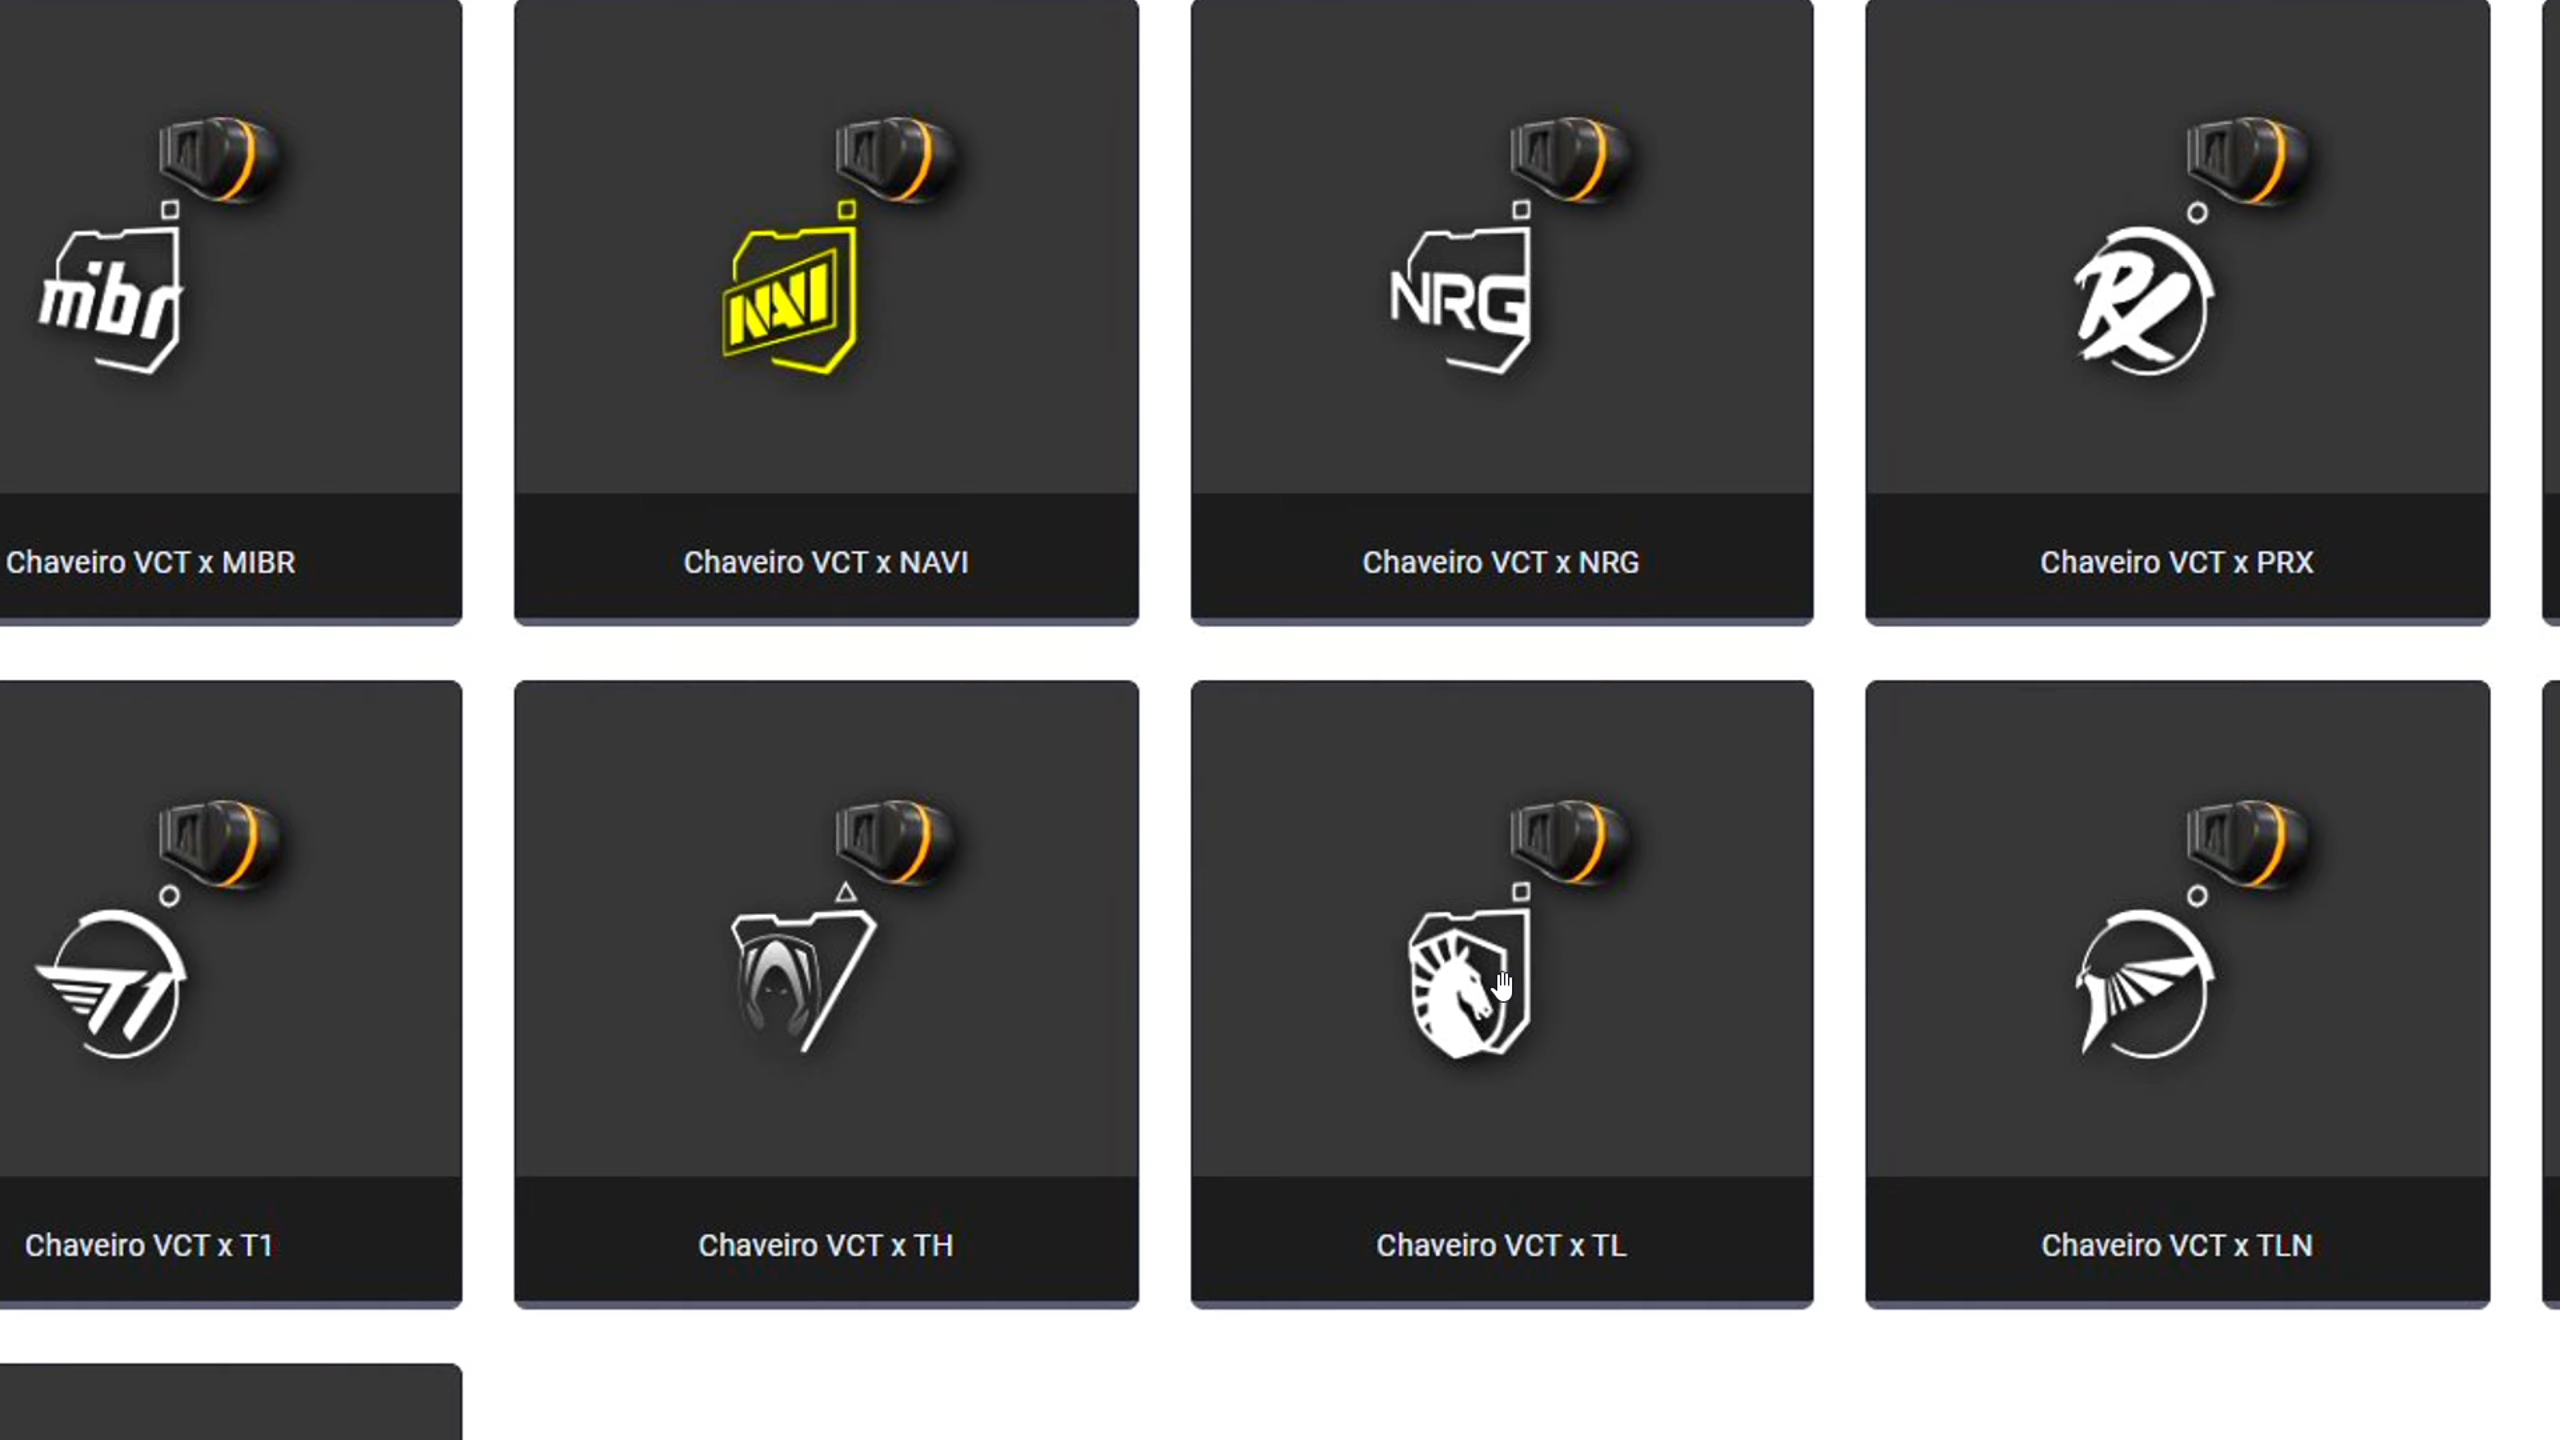 mibr
NAVI
NRG
PRX
Chaveiro VCT x MIBR
Chaveiro VCT x NAVI
Chaveiro VCT x NRG
Chaveiro VCT x PRX
T1
Chaveiro VCT x T1
Chaveiro VCT x TH
Chaveiro VCT x TL
Chaveiro VCT x TLN